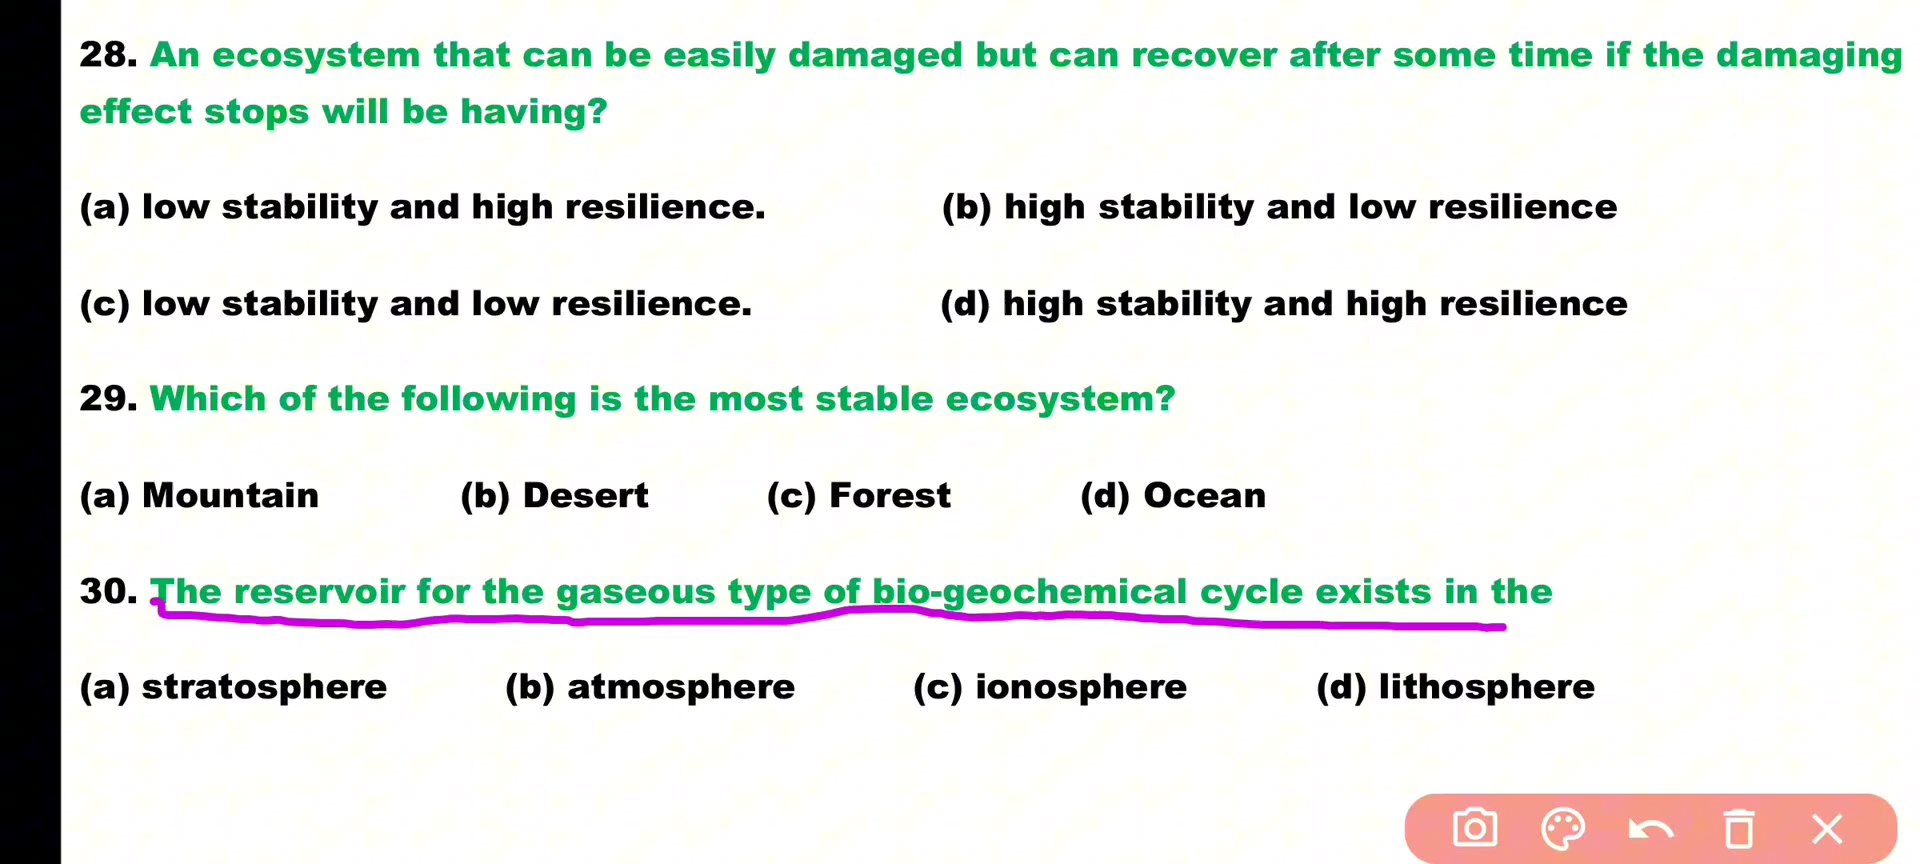 28. An ecosystem that can be easily damaged but can recover after some time if the damaging
effect stops will be having?
(a) low stability and high resilience. (b) high stability and low resilience
(c) low stability and low resilience. (d) high stability and high resilience
29. Which of the following is the most stable ecosystem?
(a) Mountain (b) Desert (c) Forest (d) Ocean
30. The reservoir for the gaseous type of bio-geochemical cycle exists in the
(a) stratosphere (b) atmosphere (c) ionosphere (d) lithosphere